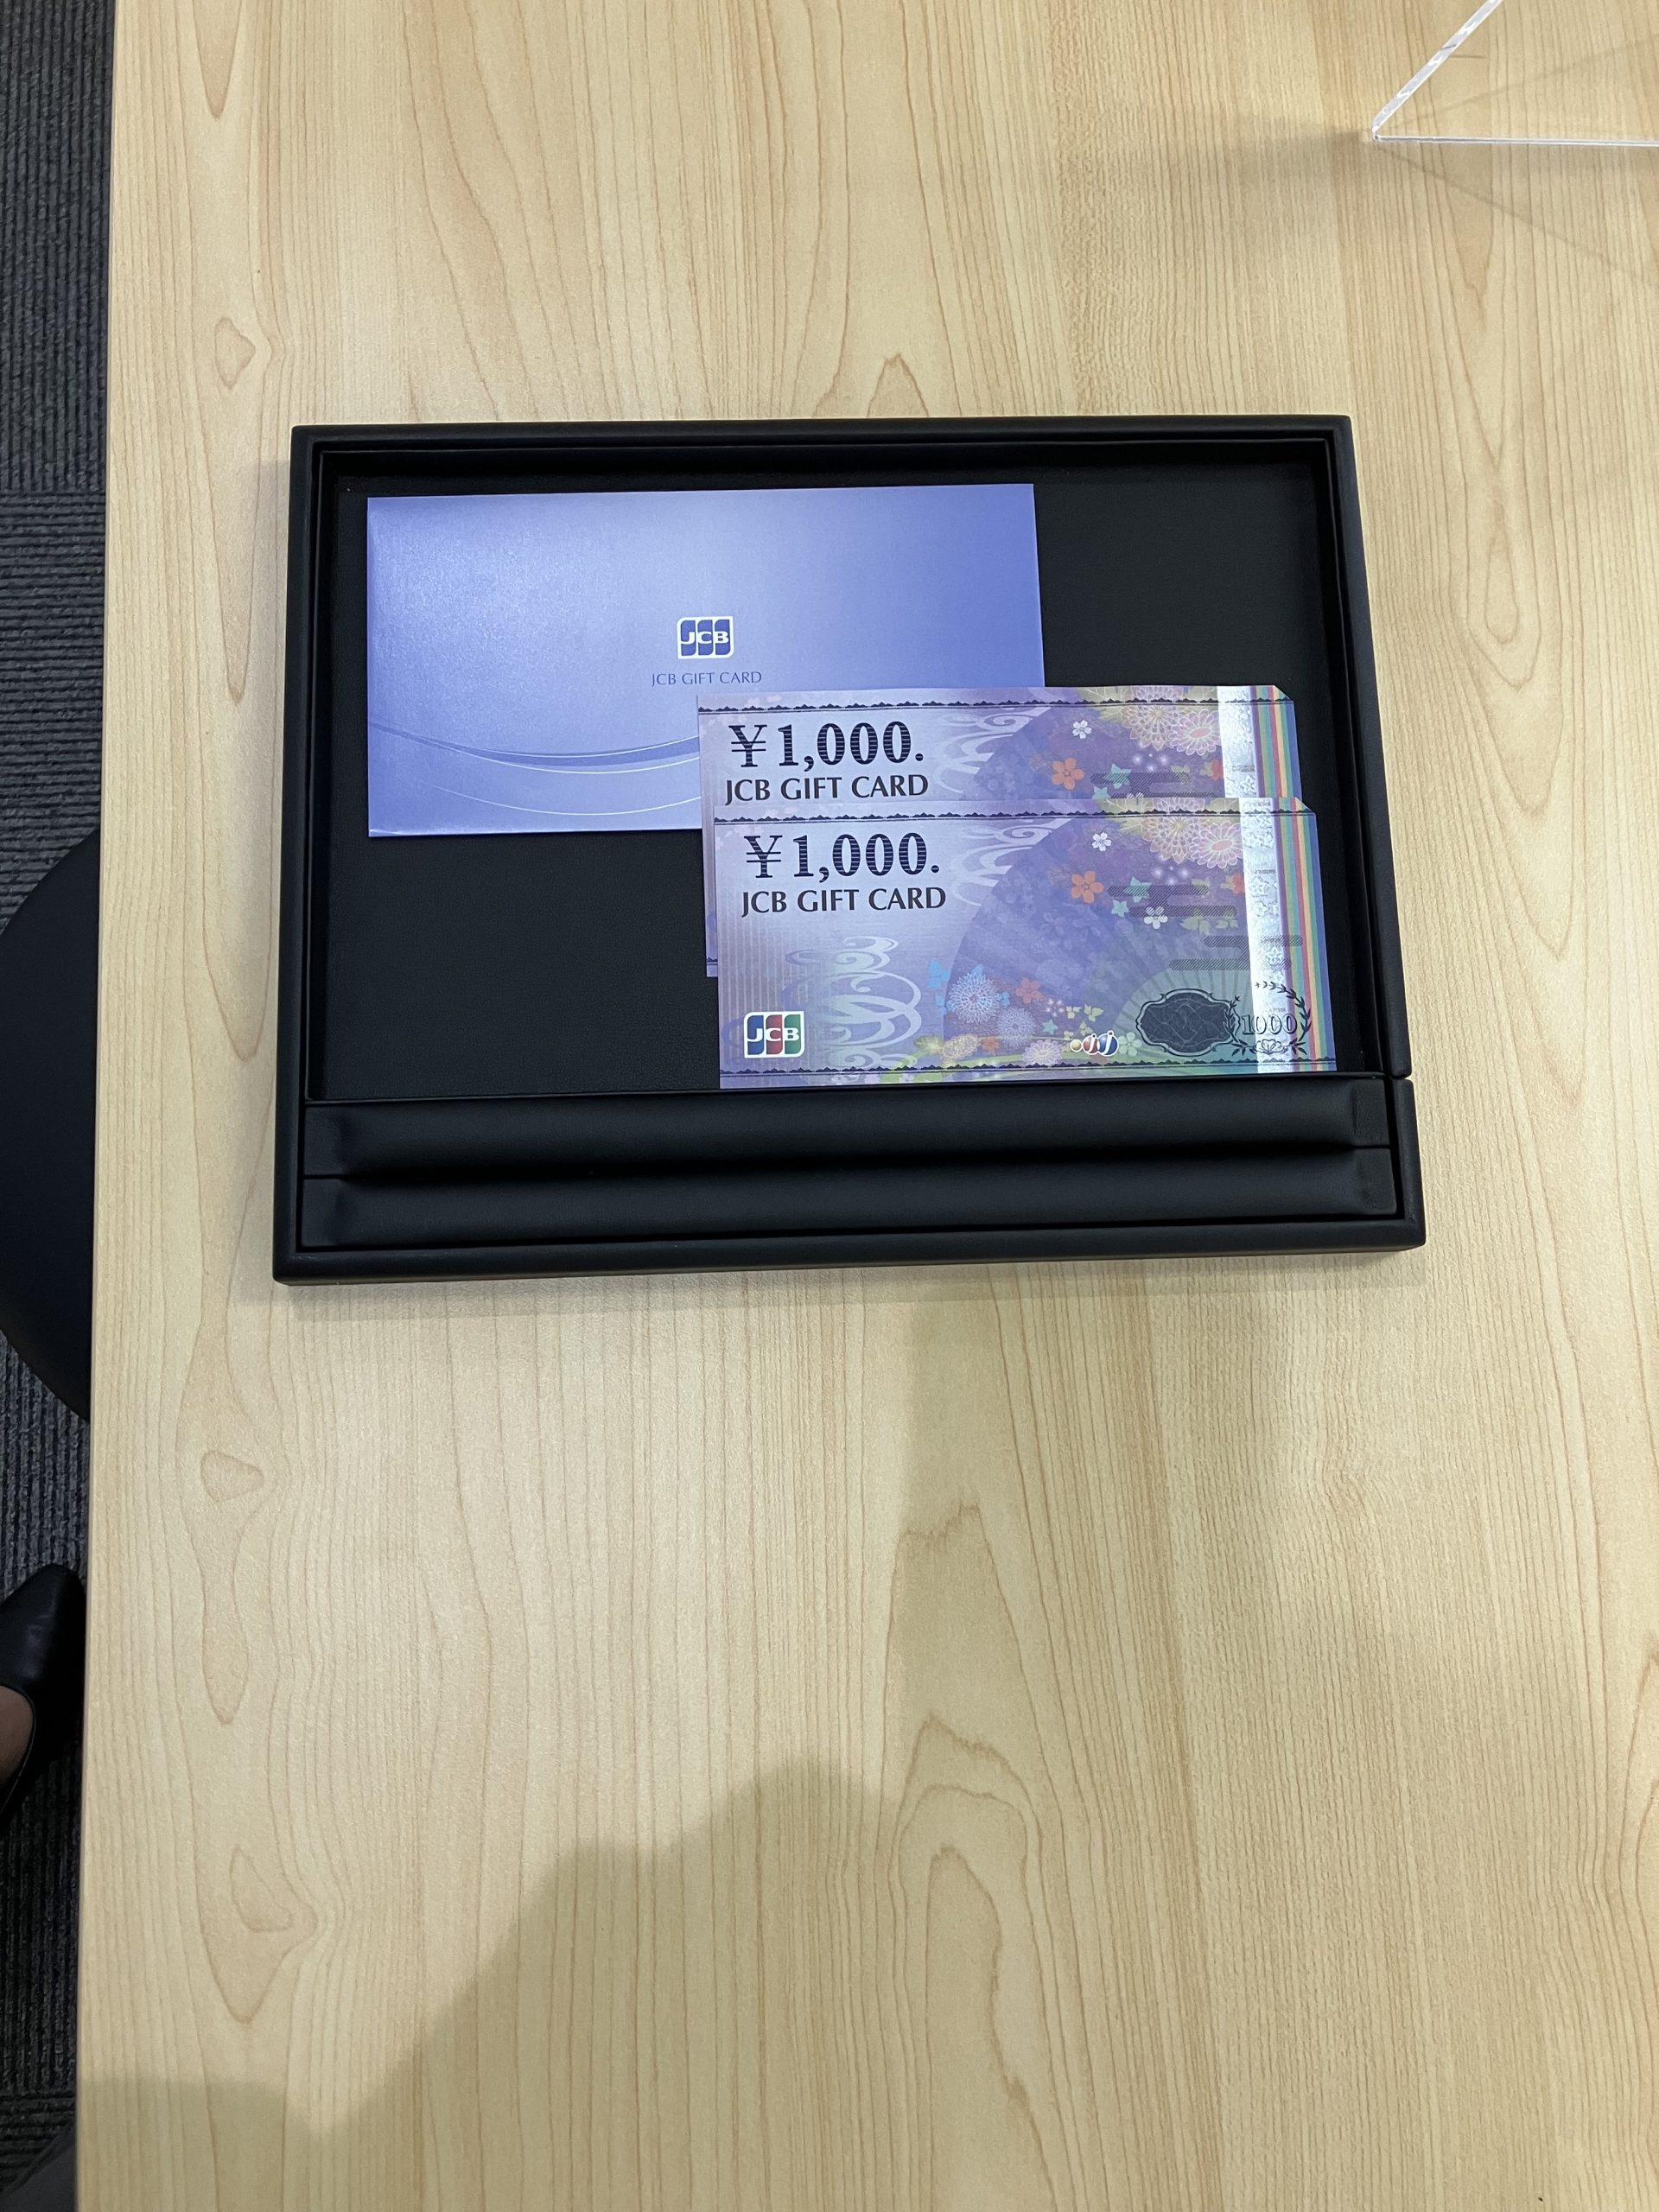 JCB
JCB GIFT CARD
¥1,000.
JCB GIFT CARD
¥1,000.
JCB GIFT CARD
JCB
1000